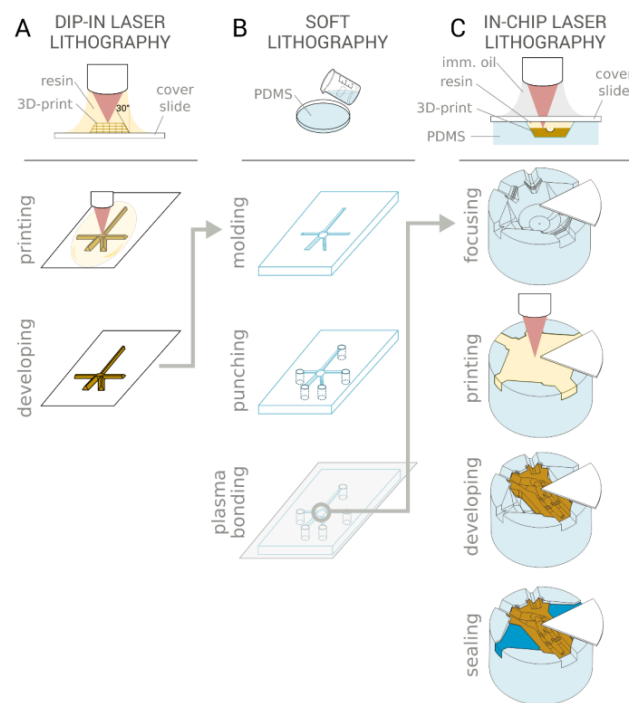 A
DIP-IN LASER
LITHOGRAPHY
resin
3D-print
30°
cover
slide
printing
developing
B
SOFT
LITHOGRAPHY
PDMS
molding
punching
plasma
bonding
C
IN-CHIP LASER
LITHOGRAPHY
imm. oil
resin
3D-print
PDMS
cover
slide
focusing
printing
developing
sealing